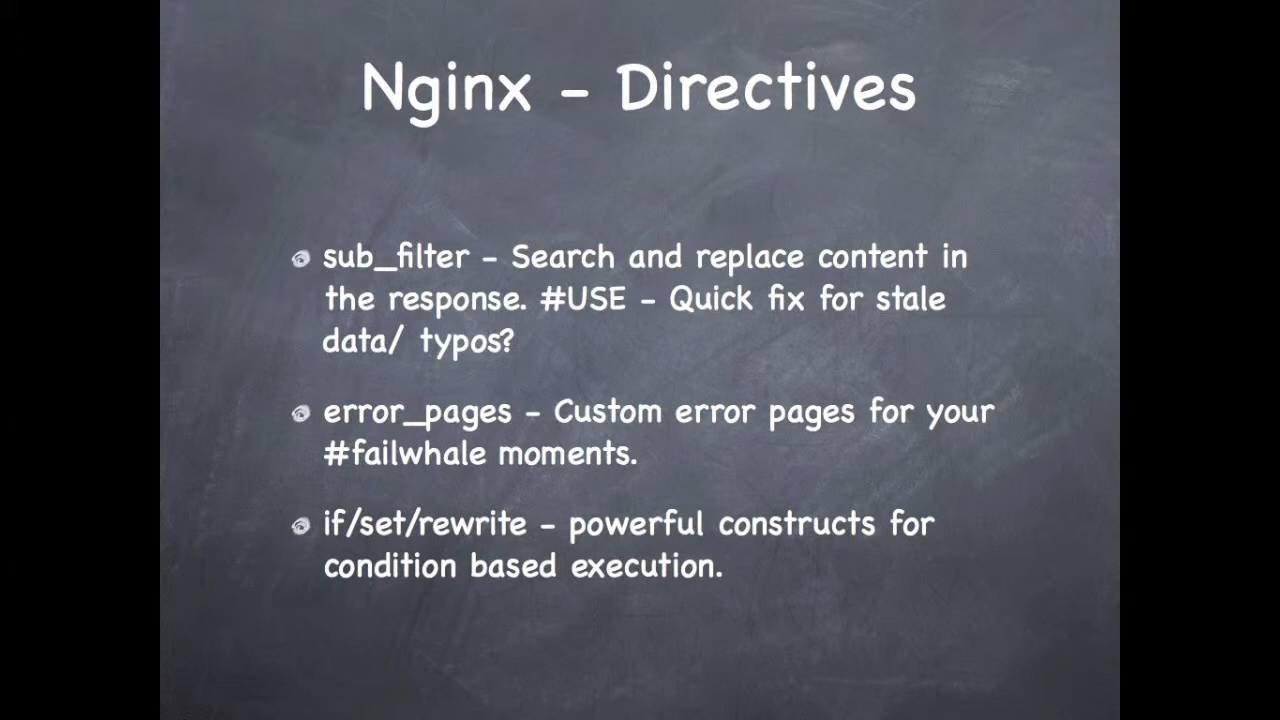 Nginx - Directives
sub_filter - Search and replace content in
the response. #USE - Quick fix for stale
data/ typos?
error_pages - Custom error pages for your
#failwhale moments.
if/set/rewrite - powerful constructs for
condition based execution.